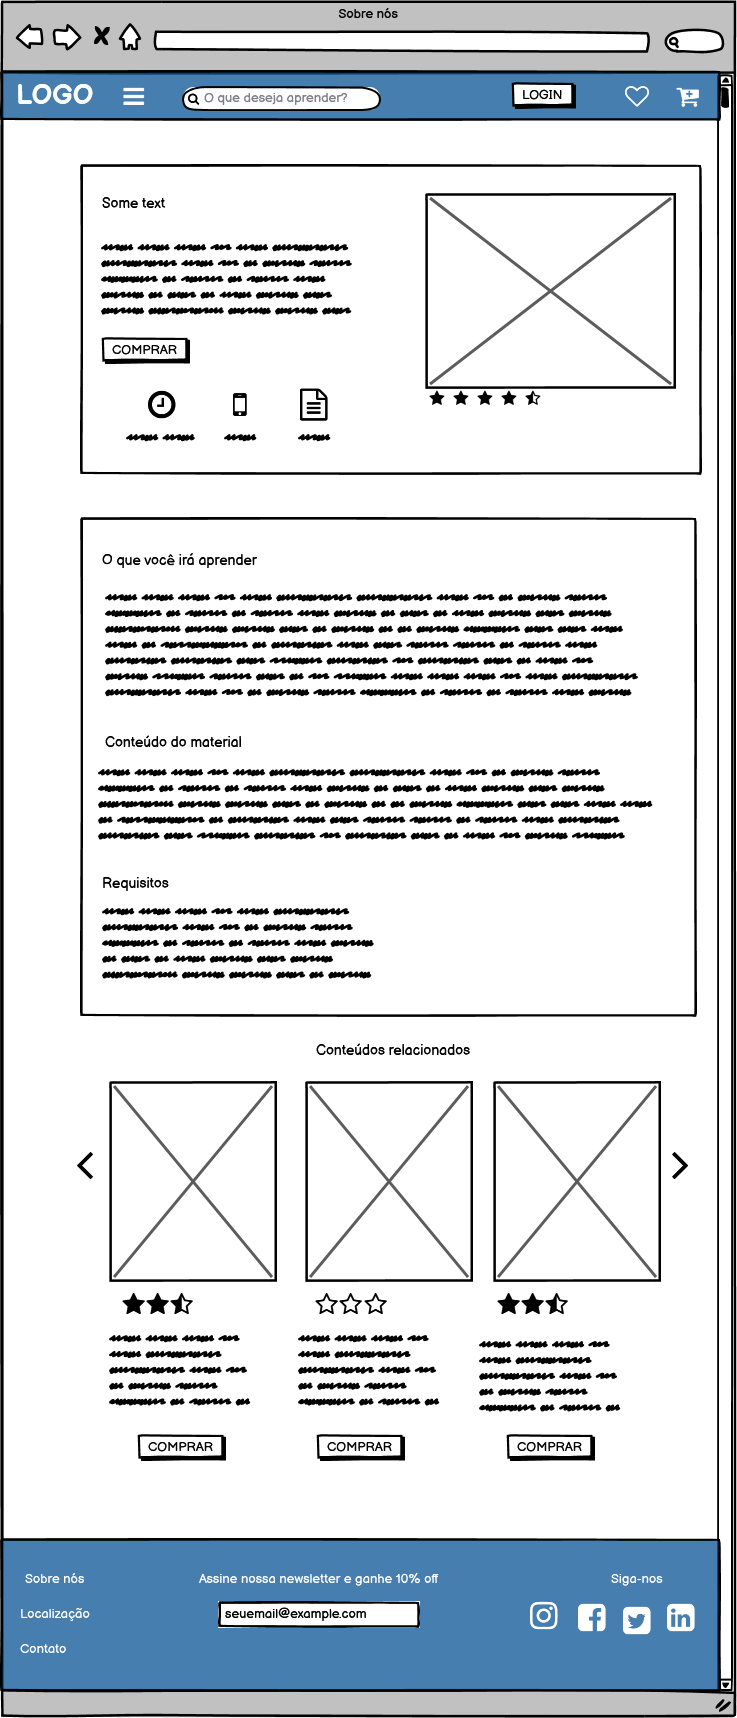 Sobre nós
LOGO
O que deseja aprender?
LOGIN
Some text
COMPRAR
O que você irá aprender
Conteúdo do material
Requisitos
Conteúdos relacionados
COMPRAR
COMPRAR
COMPRAR
Sobre nós
Assine nossa newsletter e ganhe 10% off
Siga-nos
Localização
seuemail@example.com
Contato